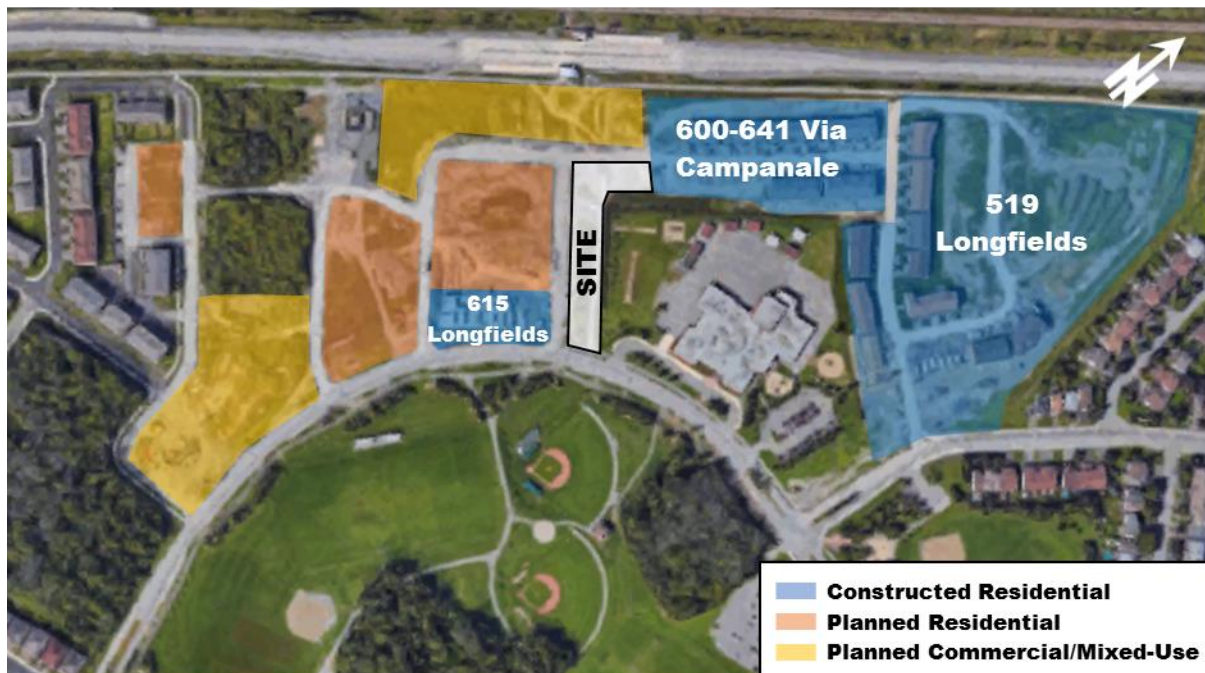 600-641 Via
Campanale
519
Longfields
SITE
615
Longfields
Constructed Residential
Planned Residential
Planned Commercial/Mixed-Use